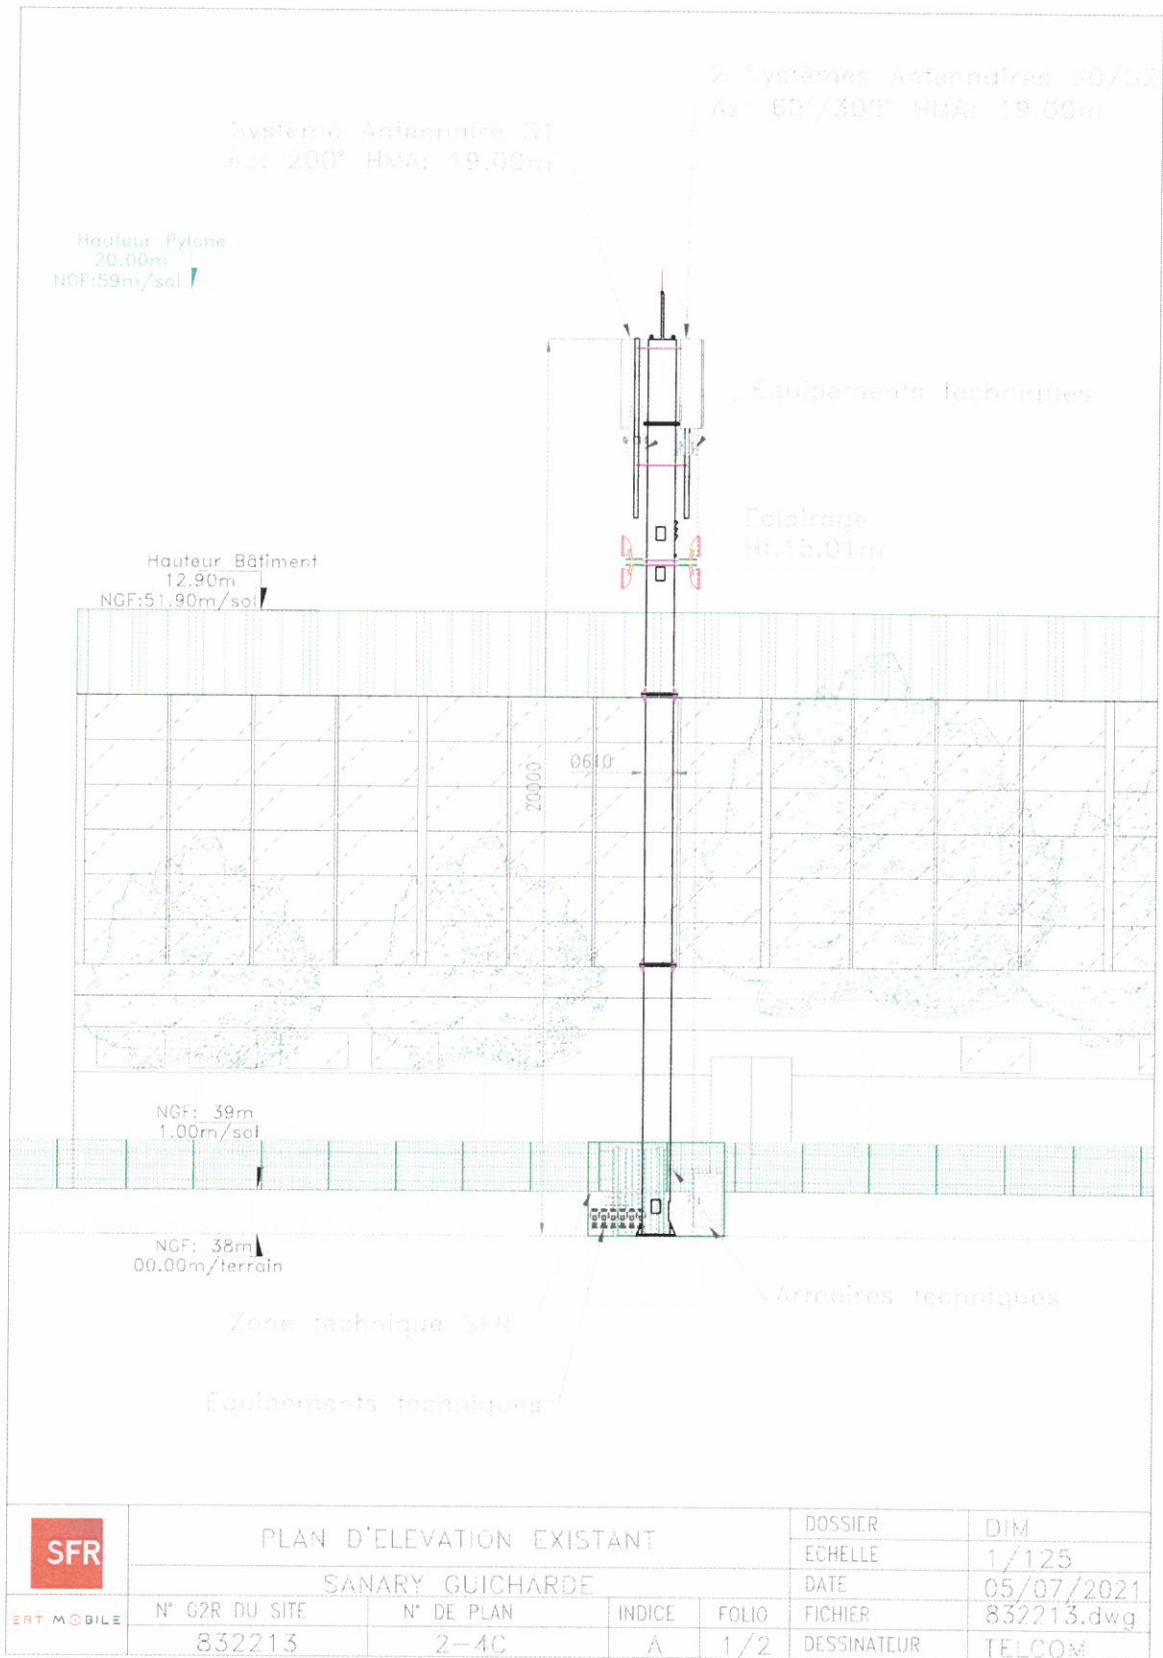 2 Systèmes Antennaires S0/S2
Az: 60°/300° HMA: 19.00m
Système Antennaire S1
Az: 200° HMA: 19.00m
Hauteur Pylone
20.00m
NGF:59m/sol
Equipements techniques
Eclairage
Ht.15.01m
Hauteur Bâtiment
12.90m
NGF:51.90m/sol
0610
20000
NGF: 39m
1.00m/sol
NGF: 38m
00.00m/terrain
Armoires techniques
Zone technique SFR
Equipements techniques
SFR
ERT MOBILE
PLAN D'ELEVATION EXISTANT
SANARY GUICHARDE
N° G2R DU SITE
N° DE PLAN
INDICE
FOLIO
832213
2-4C
A
1/2
DOSSIER
DIM
ECHELLE
1/125
DATE
05/07/2021
FICHIER
832213.dwg
DESSINATEUR
TELCOM